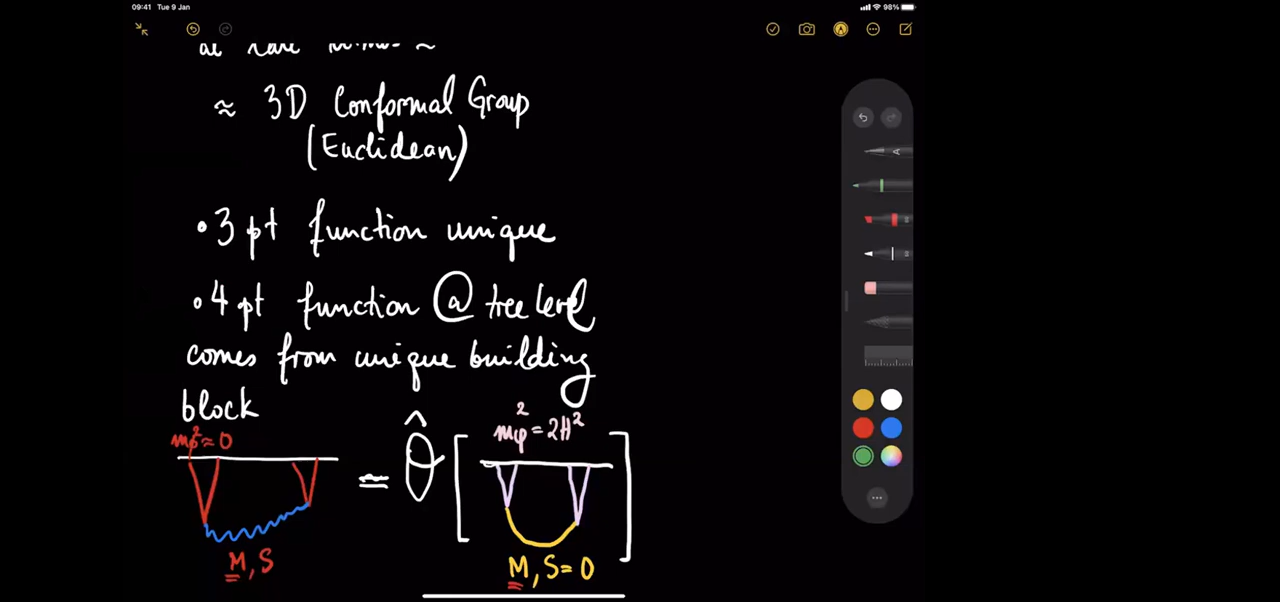 09:41 Tue 9 Jan
98%
≈ 3D Conformal Group
(Euclidean)
• 3 pt function unique
• 4 pt function @ tree level
comes from unique building
block
mφ² ≈ 0
≃ Ô [ mφ² = 2H² ]
M, S
M, S = 0